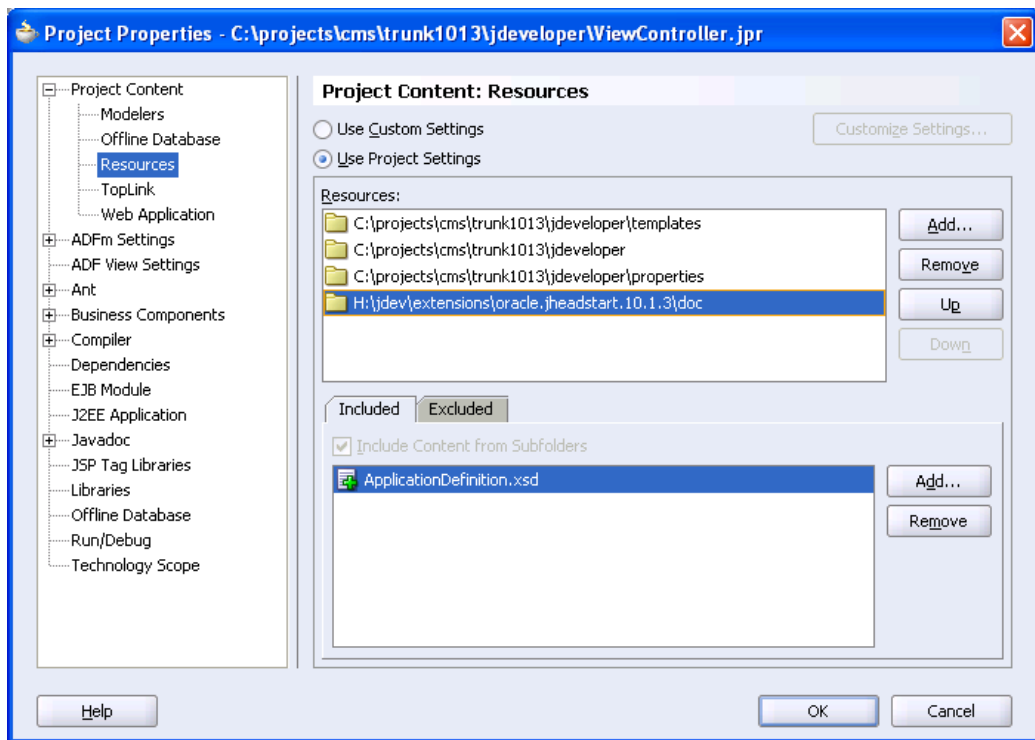 Project Properties - C:\projects\cms\trunk1013\jdeveloper\ViewController.jpr
Project Content
Modelers
Offline Database
Resources
TopLink
Web Application
ADFm Settings
ADF View Settings
Ant
Business Components
Compiler
Dependencies
EJB Module
J2EE Application
Javadoc
JSP Tag Libraries
Libraries
Offline Database
Run/Debug
Technology Scope
Project Content: Resources
Use Custom Settings
Customize Settings...
Use Project Settings
Resources:
C:\projects\cms\trunk1013\jdeveloper\templates
C:\projects\cms\trunk1013\jdeveloper
C:\projects\cms\trunk1013\jdeveloper\properties
H:\jdev\extensions\oracle.jheadstart.10.1.3\doc
Add...
Remove
Up
Down
Included
Excluded
Include Content from Subfolders
ApplicationDefinition.xsd
Add...
Remove
Help
OK
Cancel